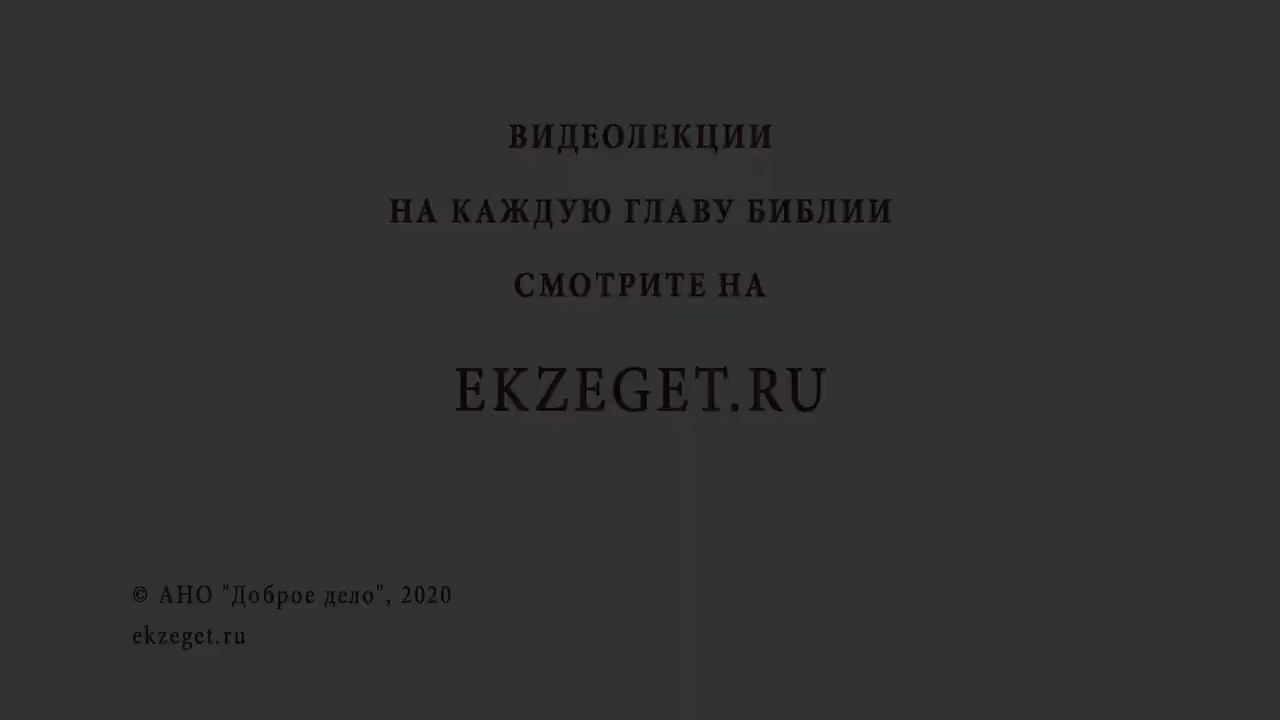 ВИДЕОЛЕКЦИИ
НА КАЖДУЮ ГЛАВУ БИБЛИИ
СМОТРИТЕ НА
EKZEGET.RU
© АНО "Доброе дело", 2020
ekzeget.ru